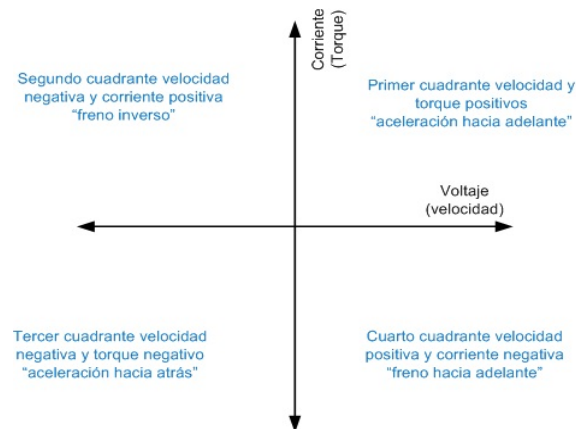 Corriente
(Torque)
Segundo cuadrante velocidad
negativa y corriente positiva
“freno inverso”
Primer cuadrante velocidad y
torque positivos
“aceleración hacia adelante”
Voltaje
(velocidad)
Tercer cuadrante velocidad
negativa y torque negativo
“aceleración hacia atrás”
Cuarto cuadrante velocidad
positiva y corriente negativa
“freno hacia adelante”